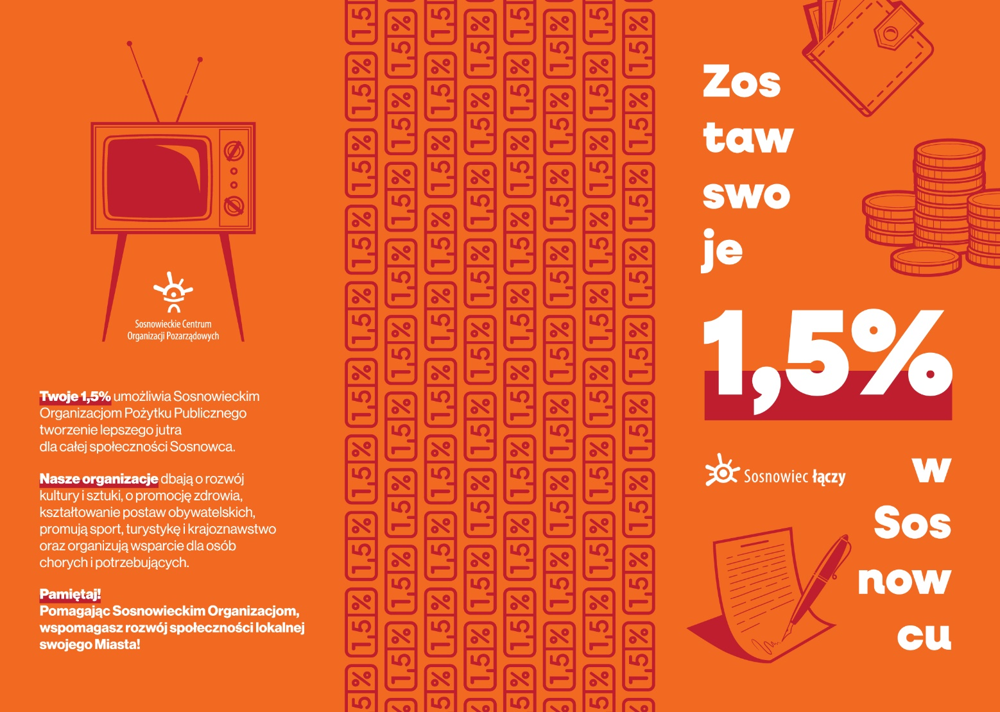 Sosnowieckie Centrum
Organizacji Pozarządowych
Twoje 1,5% umożliwia Sosnowieckim
Organizacjom Pożytku Publicznego
tworzenie lepszego jutra
dla całej społeczności Sosnowca.
Nasze organizacje dbają o rozwój
kultury i sztuki, o promocję zdrowia,
kształtowanie postaw obywatelskich,
promują sport, turystykę i krajoznawstwo
oraz organizują wsparcie dla osób
chorych i potrzebujących.
Pamiętaj!
Pomagając Sosnowieckim Organizacjom,
wspomagasz rozwój społeczności lokalnej
swojego Miasta!
1,5%
Zos
taw
swo
je
1,5%
Sosnowiec łączy
w
Sos
now
cu